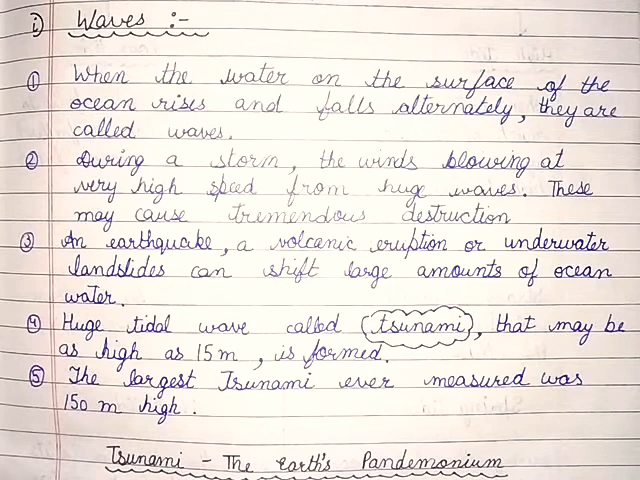 i) Waves :-
① When the water on the surface of the
ocean rises and falls alternately, they are
called waves.
② During a storm, the winds blowing at
very high speed from huge waves. These
may cause tremendous destruction
③ An earthquake, a volcanic eruption or underwater
landslides can shift large amounts of ocean
water.
④ Huge tidal wave called (tsunami), that may be
as high as 15 m, is formed.
⑤ The largest Tsunami ever measured was
150 m high.
Tsunami - The Earth's Pandemonium